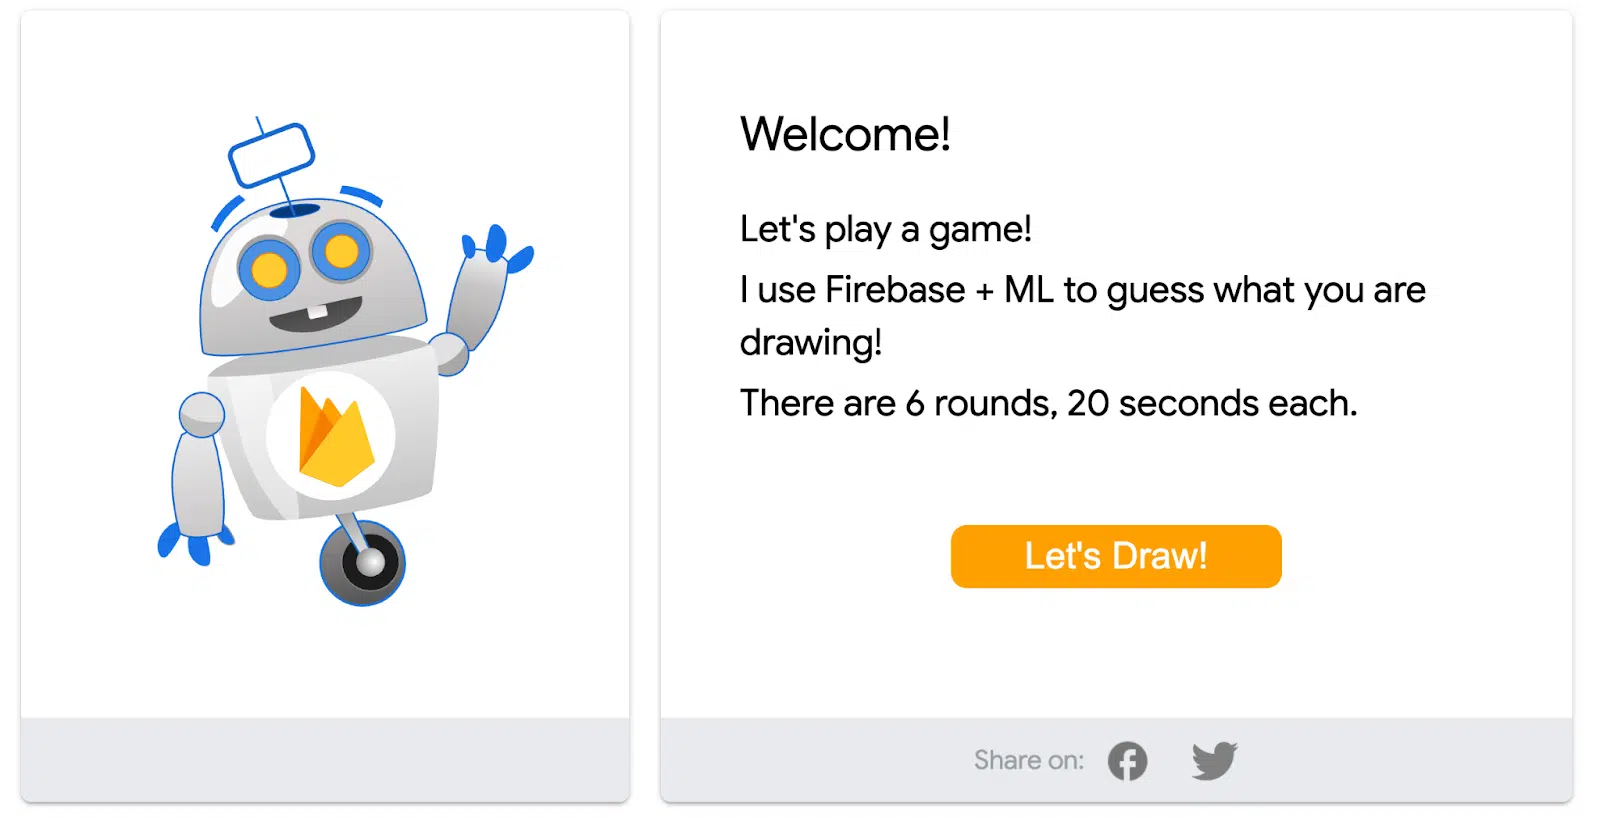 Welcome!
Let's play a game!
I use Firebase + ML to guess what you are
drawing!
There are 6 rounds, 20 seconds each.
Let's Draw!
Share on: